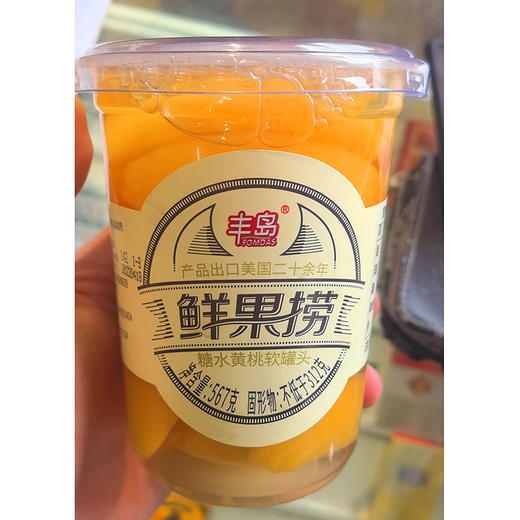 丰岛®
FOMDAS
产品出口美国二十余年
鲜果捞
糖水黄桃软罐头
净含量:567克 固形物:不低于312克